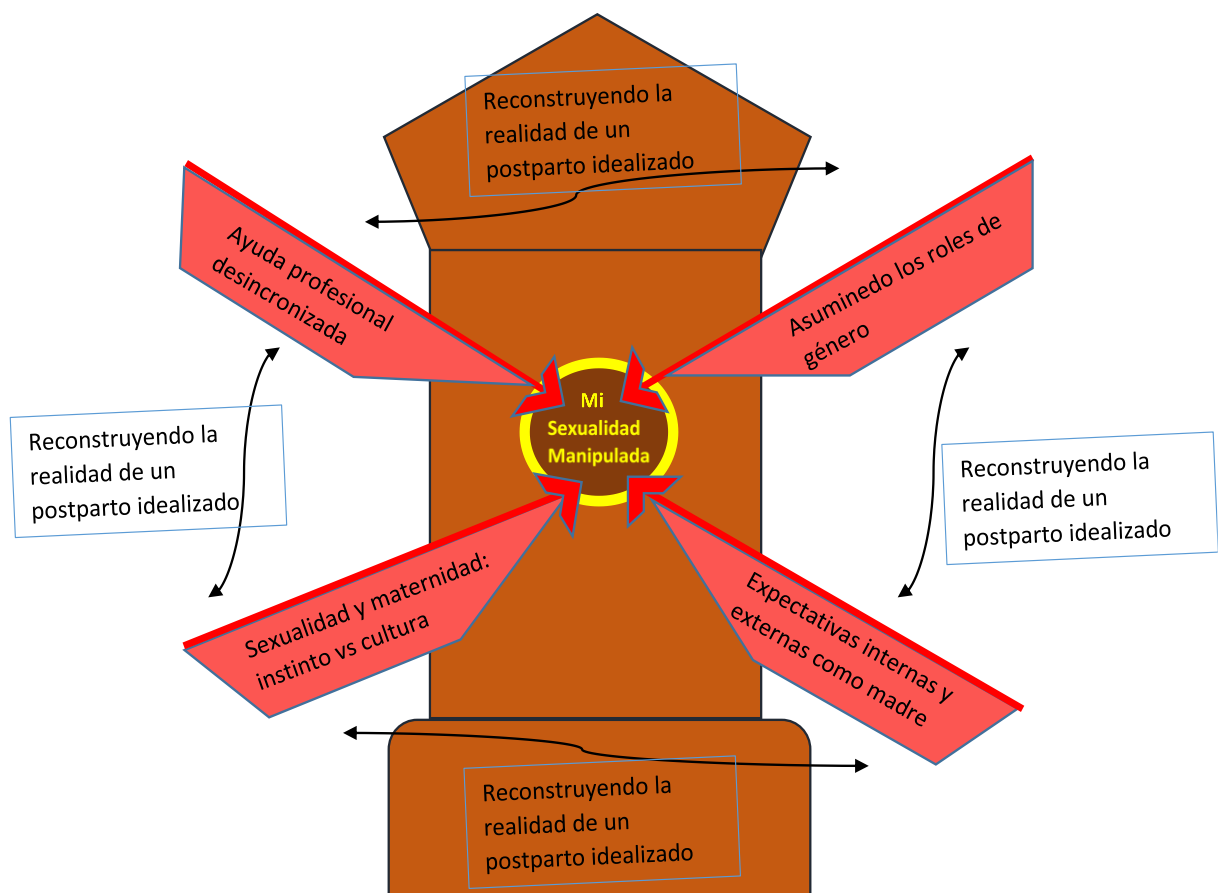 Reconstruyendo la
realidad de un
postparto idealizado
Ayuda profesional
desincronizada
Asuminedo los roles de
género
Mi
Sexualidad
Manipulada
Reconstruyendo la
realidad de un
postparto idealizado
Reconstruyendo la
realidad de un
postparto idealizado
Sexualidad y maternidad:
instinto vs cultura
Expectativas internas y
externas como madre
Reconstruyendo la
realidad de un
postparto idealizado